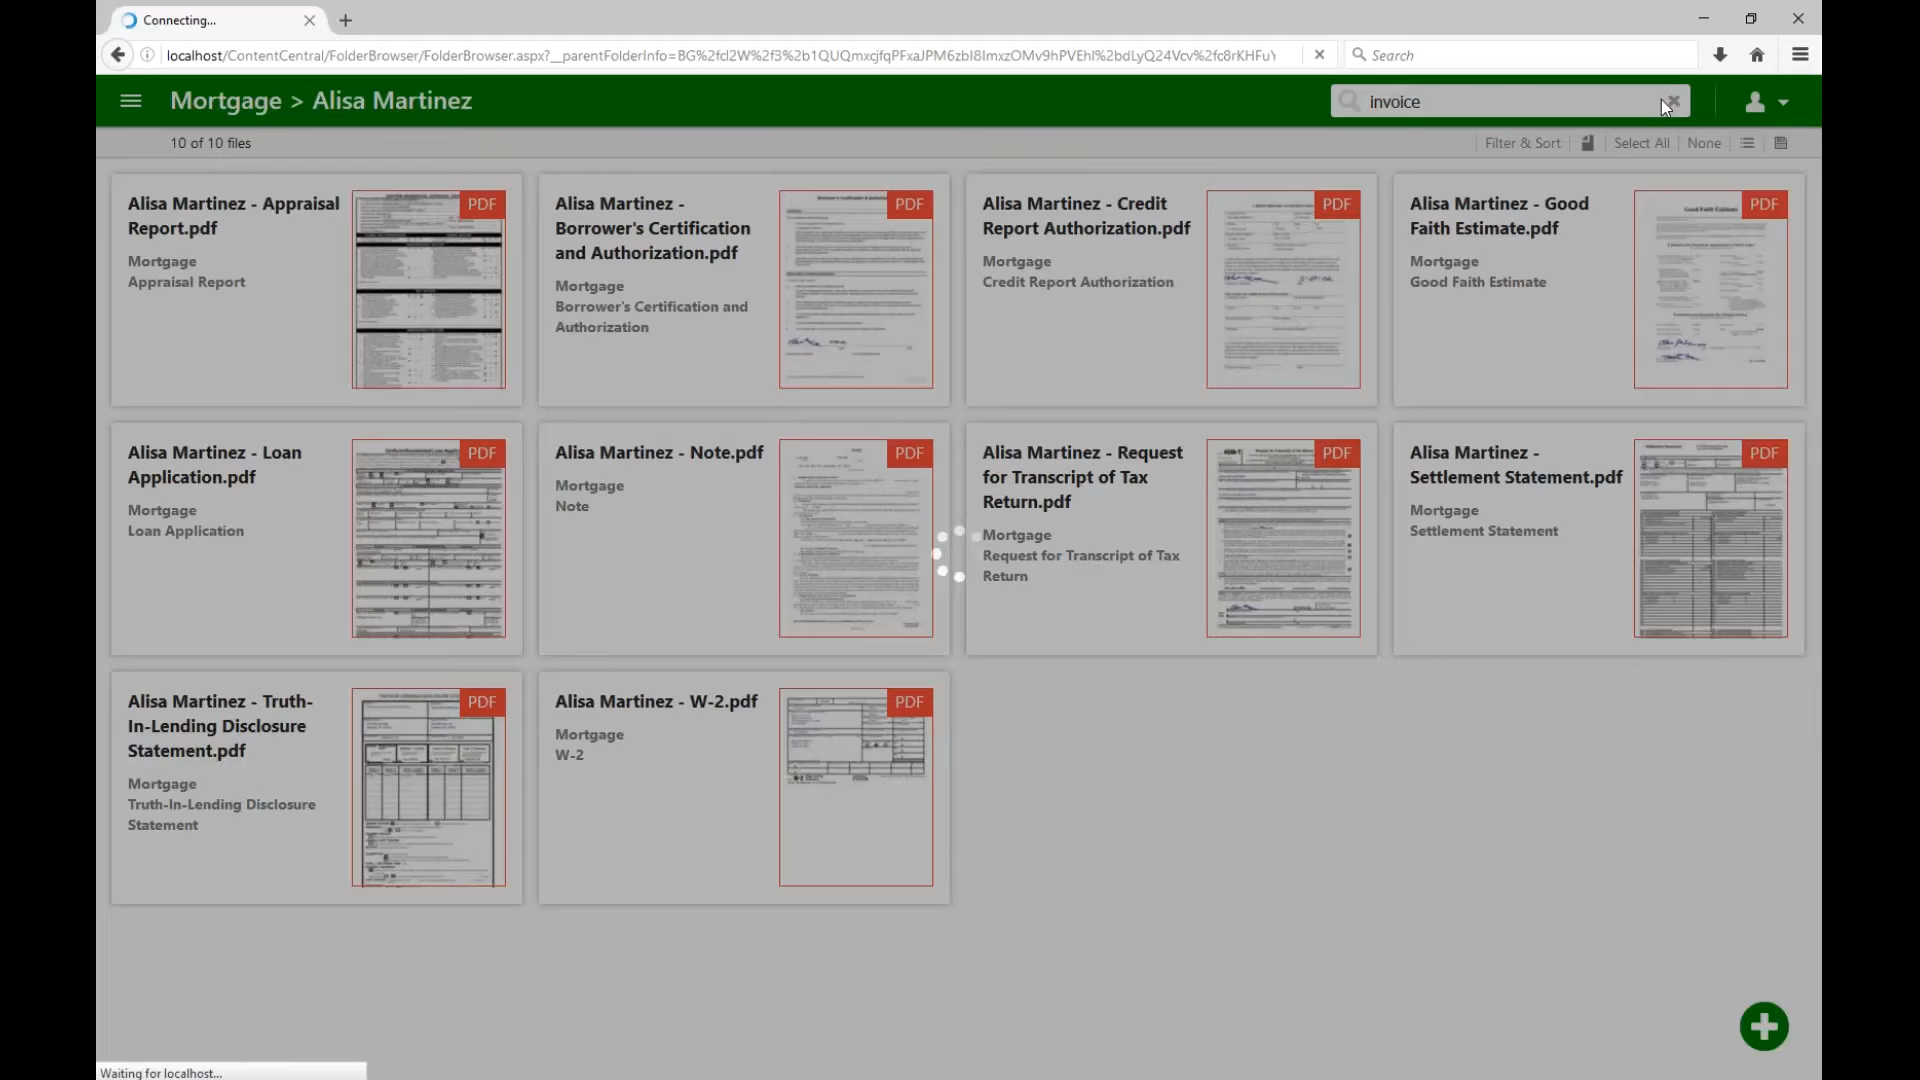 Connecting...
localhost/ContentCentral/FolderBrowser/FolderBrowser.aspx?__parentFolderInfo=BG%2fcl2W%2f3%2b1QUQmxcjfqPFxaJPM6zbI8ImxzOMv9hPVEhl%2bdLyQ24Vcv%2fc8rKHFuY
Search
Mortgage > Alisa Martinez
invoice
10 of 10 files
Filter & Sort
Select All
None
Alisa Martinez - Appraisal
Report.pdf
Mortgage
Appraisal Report
PDF
Alisa Martinez -
Borrower's Certification
and Authorization.pdf
Mortgage
Borrower's Certification and
Authorization
PDF
Alisa Martinez - Credit
Report Authorization.pdf
Mortgage
Credit Report Authorization
PDF
Alisa Martinez - Good
Faith Estimate.pdf
Mortgage
Good Faith Estimate
PDF
Good Faith Estimate
Alisa Martinez - Loan
Application.pdf
Mortgage
Loan Application
PDF
Alisa Martinez - Note.pdf
Mortgage
Note
PDF
Alisa Martinez - Request
for Transcript of Tax
Return.pdf
Mortgage
Request for Transcript of Tax
Return
PDF
Alisa Martinez -
Settlement Statement.pdf
Mortgage
Settlement Statement
PDF
Alisa Martinez - Truth-
In-Lending Disclosure
Statement.pdf
Mortgage
Truth-In-Lending Disclosure
Statement
PDF
Alisa Martinez - W-2.pdf
Mortgage
W-2
PDF
Waiting for localhost...